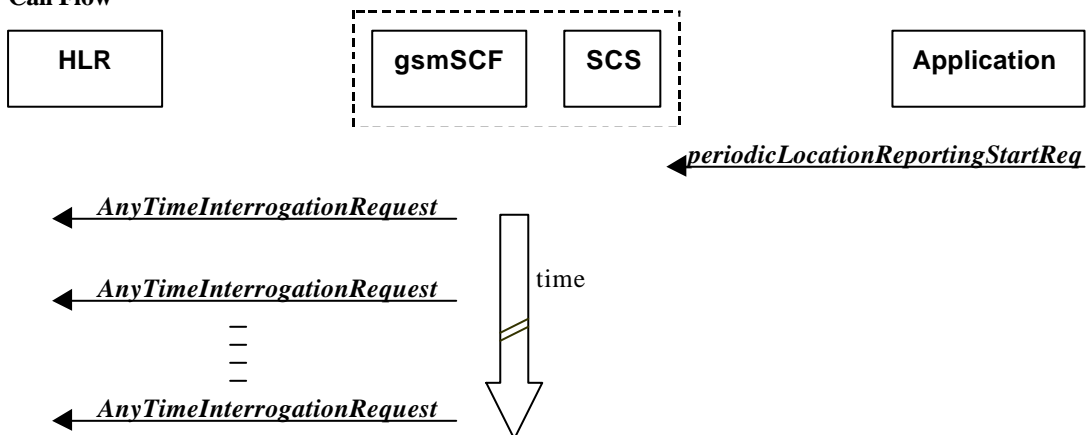 Call Flow
HLR
gsmSCF
SCS
Application
periodicLocationReportingStartReq
AnyTimeInterrogationRequest
time
AnyTimeInterrogationRequest
AnyTimeInterrogationRequest